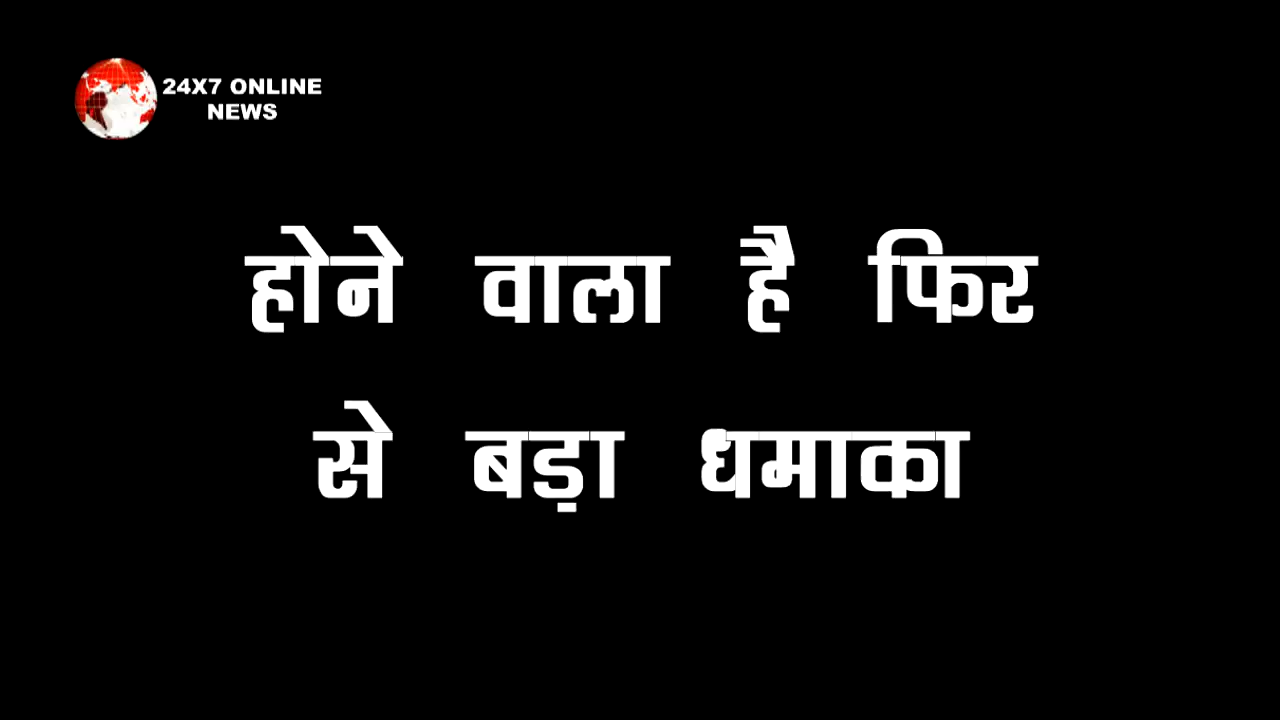 24X7 ONLINE
NEWS
होने वाला है फिर
से बड़ा धमाका